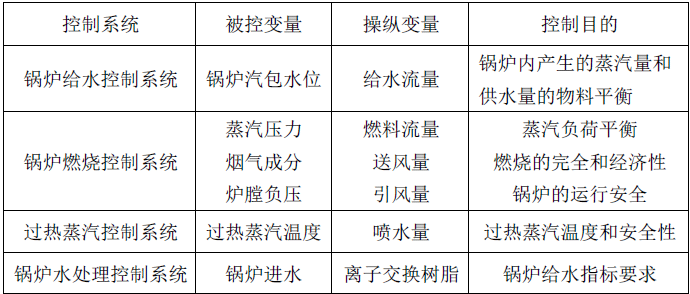 控制系统 被控变量 操纵变量 控制目的
锅炉给水控制系统 锅炉汽包水位 给水流量 锅炉内产生的蒸汽量和
供水量的物料平衡
锅炉燃烧控制系统 蒸汽压力 燃料流量 蒸汽负荷平衡
烟气成分 送风量 燃烧的完全和经济性
炉膛负压 引风量 锅炉的运行安全
过热蒸汽控制系统 过热蒸汽温度 喷水量 过热蒸汽温度和安全性
锅炉水处理控制系统 锅炉进水 离子交换树脂 锅炉给水指标要求